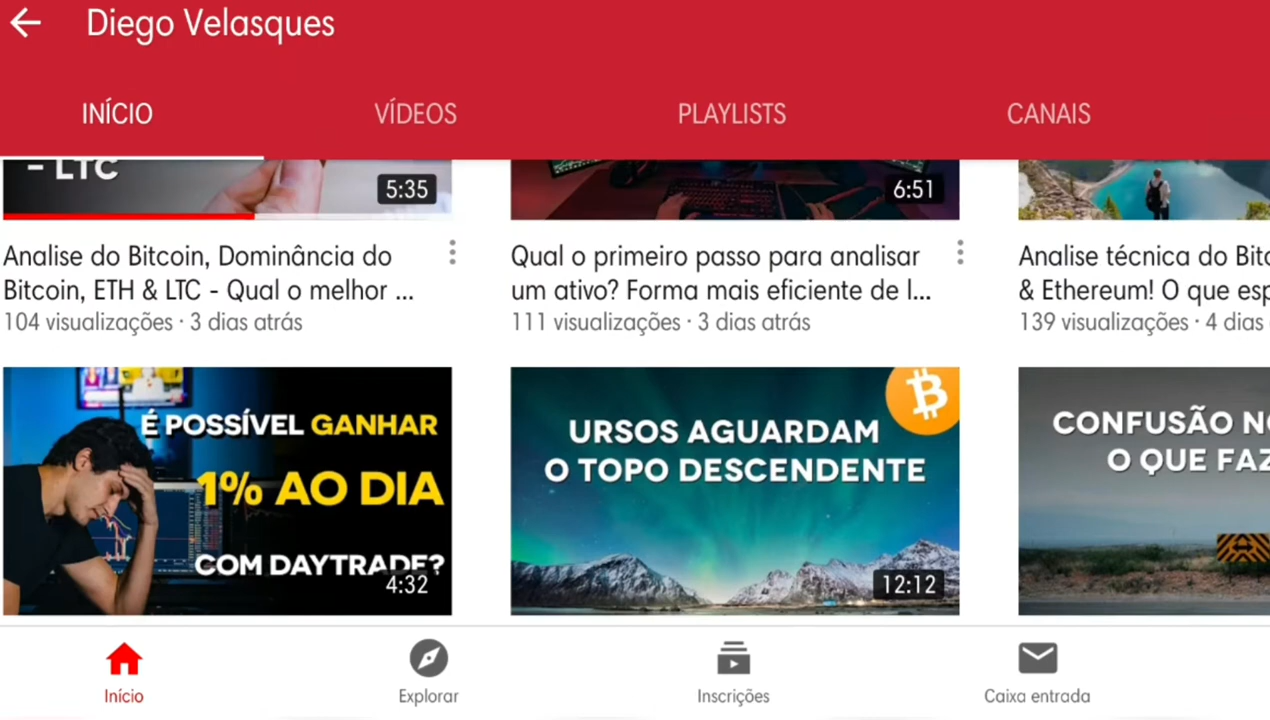 Diego Velasques
INÍCIO
VÍDEOS
PLAYLISTS
CANAIS
- LTC
5:35
6:51
Analise do Bitcoin, Dominância do
Bitcoin, ETH & LTC - Qual o melhor ...
104 visualizações · 3 dias atrás
Qual o primeiro passo para analisar
um ativo? Forma mais eficiente de l...
111 visualizações · 3 dias atrás
Analise técnica do Bitc
& Ethereum! O que esp
139 visualizações · 4 dias
É POSSÍVEL GANHAR
1% AO DIA
COM DAYTRADE?
4:32
URSOS AGUARDAM
O TOPO DESCENDENTE
12:12
CONFUSÃO NO
O QUE FAZ
Início
Explorar
Inscrições
Caixa entrada